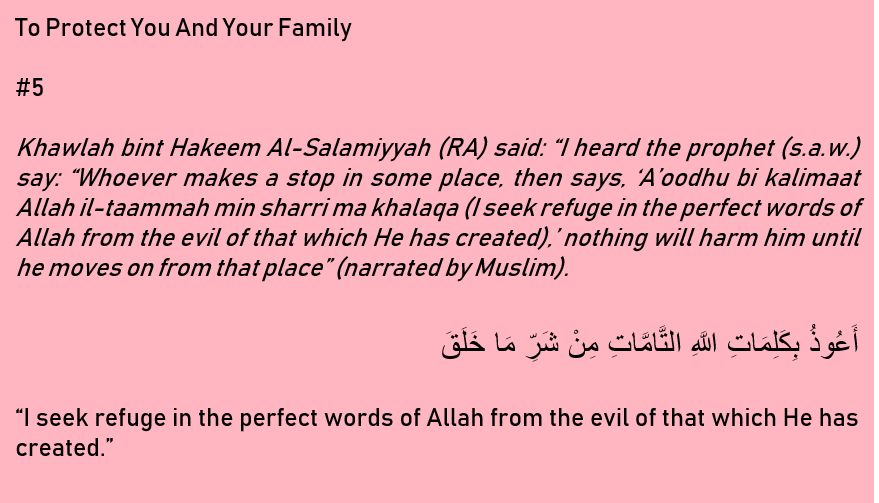 To Protect You And Your Family
#5
Khawlah bint Hakeem Al-Salamiyyah (RA) said: “I heard the prophet (s.a.w.)
say: “Whoever makes a stop in some place, then says, ‘A’oodhu bi kalimaat
Allah il-taammah min sharri ma khalaqa (I seek refuge in the perfect words of
Allah from the evil of that which He has created),’ nothing will harm him until
he moves on from that place” (narrated by Muslim).
أَعُوذُ بِكَلِمَاتِ اللَّهِ التَّامَّاتِ مِنْ شَرِّ مَا خَلَقَ
“I seek refuge in the perfect words of Allah from the evil of that which He has
created.”